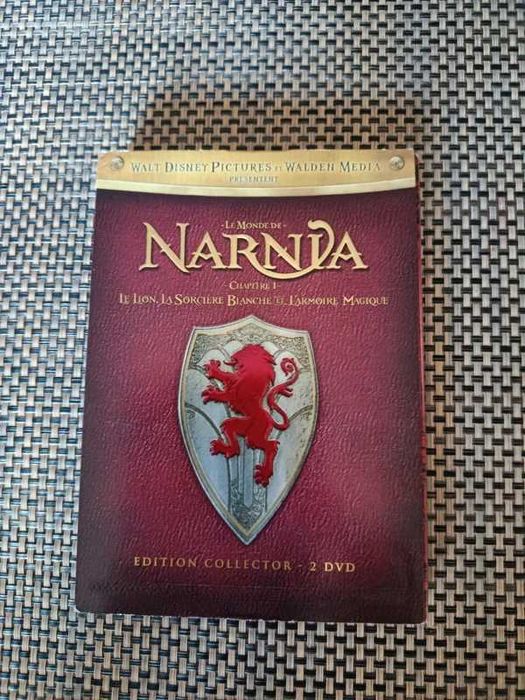 WALT DISNEY PICTURES ET WALDEN MEDIA
PRÉSENTENT
LE MONDE DE
NARNIA
CHAPITRE 1
LE LION, LA SORCIÈRE BLANCHE ET L'ARMOIRE MAGIQUE
EDITION COLLECTOR - 2 DVD